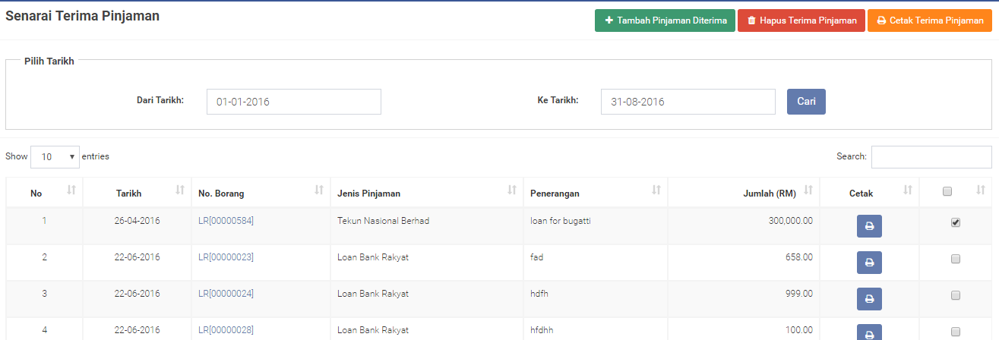 Senarai Terima Pinjaman
Tambah Pinjaman Diterima Hapus Terima Pinjaman Cetak Terima Pinjaman
Pilih Tarikh
Dari Tarikh: 01-01-2016 Ke Tarikh: 31-08-2016 Cari
Show 10 entries Search:
No Tarikh No. Borang Jenis Pinjaman Penerangan Jumlah (RM) Cetak
1 26-04-2016 LR[00000584] Tekun Nasional Berhad loan for bugatti 300,000.00
2 22-06-2016 LR[00000023] Loan Bank Rakyat fad 658.00
3 22-06-2016 LR[00000024] Loan Bank Rakyat hdfh 999.00
4 22-06-2016 LR[00000028] Loan Bank Rakyat hfdhh 100.00